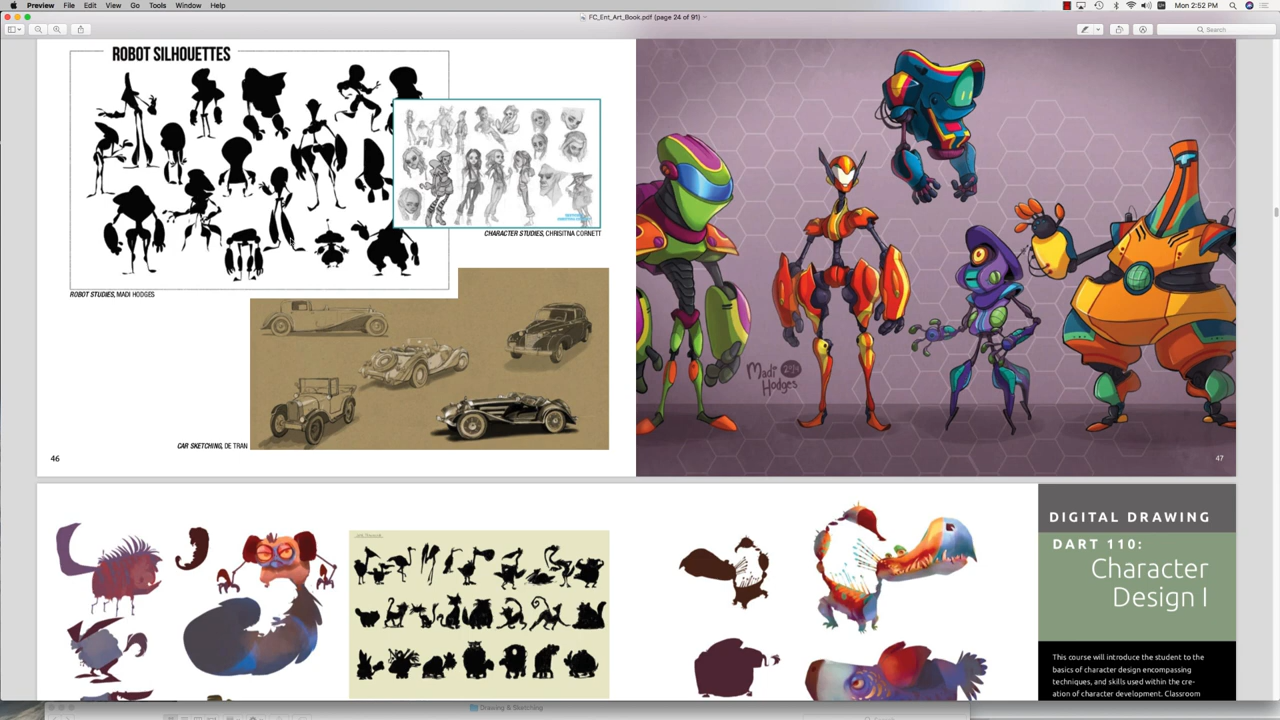 Preview File Edit View Go Tools Window Help
Mon 2:52 PM
FC_Ent_Art_Book.pdf (page 24 of 91)
Search
ROBOT SILHOUETTES
CHARACTER STUDIES, CHRISITNA CORNETT
ROBOT STUDIES, MADI HODGES
CAR SKETCHING, DE TRAN
46
Madi
Hodges
47
DIGITAL DRAWING
DART 110:
Character
Design I
This course will introduce the student to the
basics of character design encompassing
techniques, and skills used within the cre-
ation of character development. Classroom
Drawing & Sketching
Search